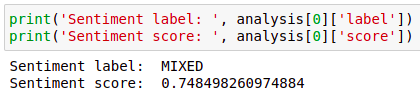 print('Sentiment label: ', analysis[0]['label'])
print('Sentiment score: ', analysis[0]['score'])
Sentiment label:  MIXED
Sentiment score:  0.748498260974884